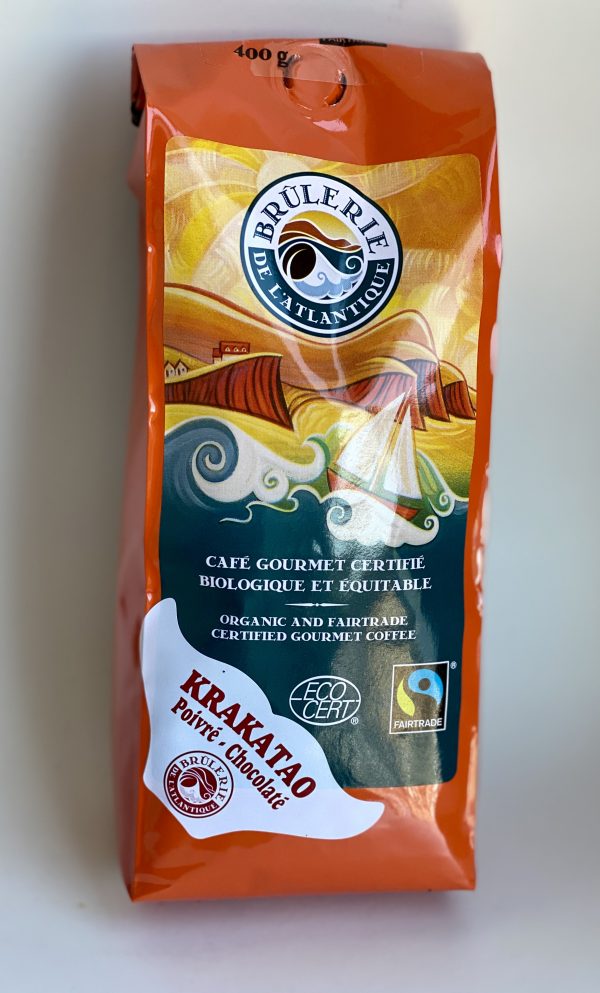 400 g
BRÛLERIE
DE L'ATLANTIQUE
CAFÉ GOURMET CERTIFIÉ
BIOLOGIQUE ET ÉQUITABLE
ORGANIC AND FAIRTRADE
CERTIFIED GOURMET COFFEE
ECO
CERT®
®
FAIRTRADE
KRAKATAO
Poivré - Chocolaté
BRÛLERIE
DE L'ATLANTIQUE